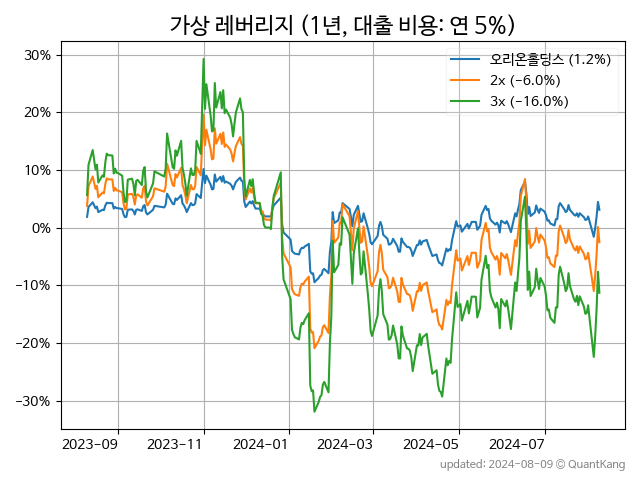 가상 레버리지 (1년, 대출 비용: 연 5%)
오리온홀딩스 (1.2%)
2x (−6.0%)
3x (−16.0%)
30%
20%
10%
0%
−10%
−20%
−30%
2023-09 2023-11 2024-01 2024-03 2024-05 2024-07
updated: 2024-08-09 © QuantKang